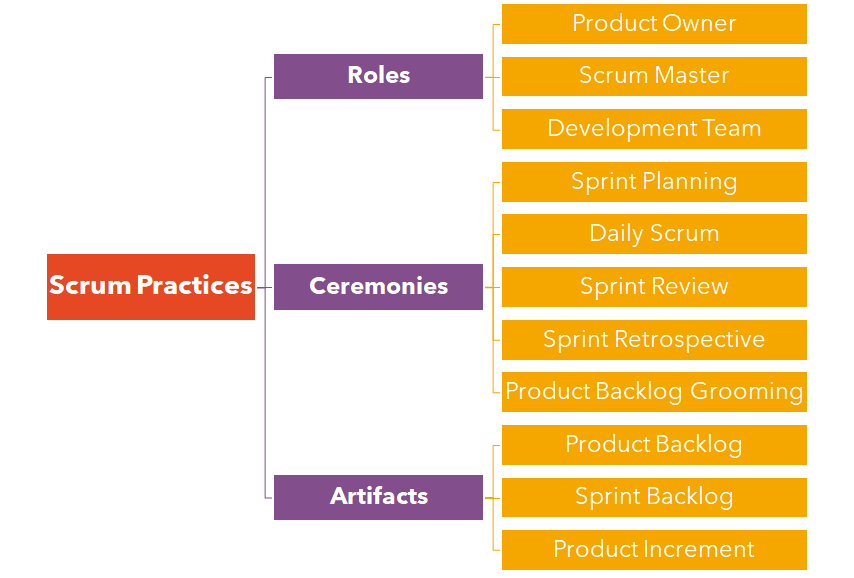 Scrum Practices
Roles
Product Owner
Scrum Master
Development Team
Ceremonies
Sprint Planning
Daily Scrum
Sprint Review
Sprint Retrospective
Product Backlog Grooming
Artifacts
Product Backlog
Sprint Backlog
Product Increment